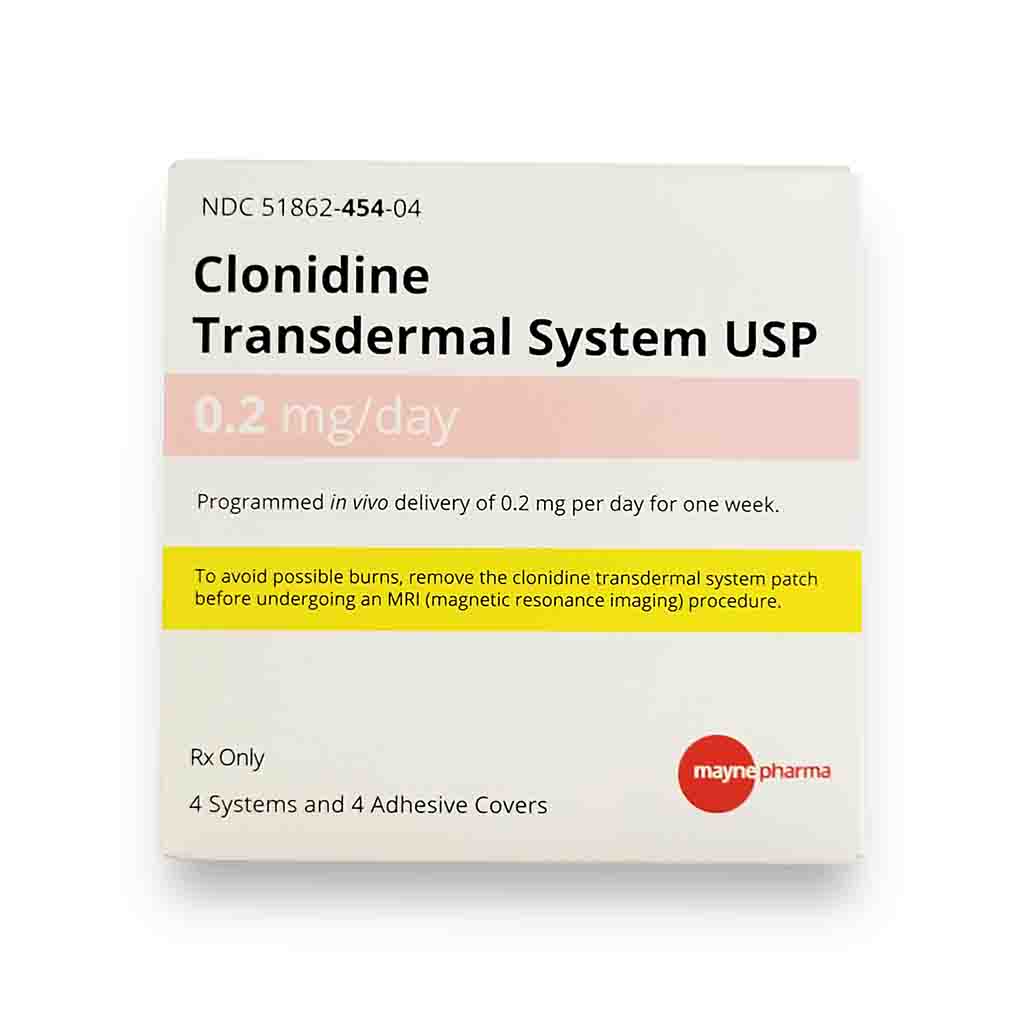 NDC 51862-454-04
Clonidine
Transdermal System USP
0.2 mg/day
Programmed in vivo delivery of 0.2 mg per day for one week.
To avoid possible burns, remove the clonidine transdermal system patch
before undergoing an MRI (magnetic resonance imaging) procedure.
Rx Only
maynepharma
4 Systems and 4 Adhesive Covers